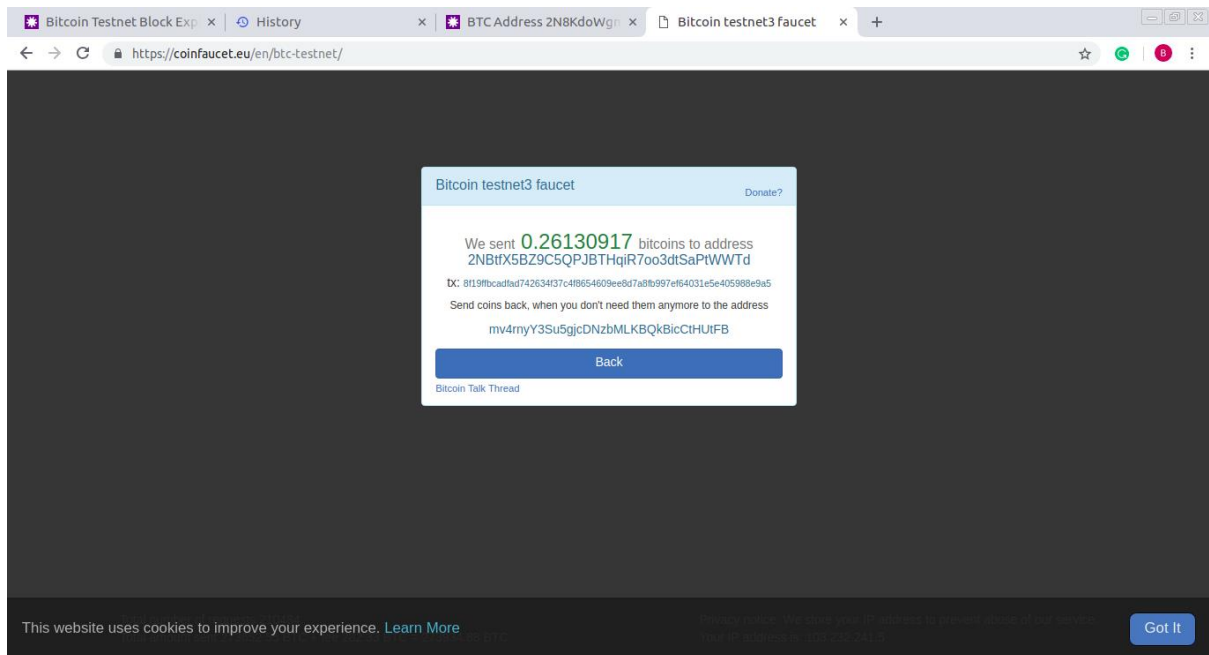 Bitcoin Testnet Block Exp
History
BTC Address 2N8KdoWgn
Bitcoin testnet3 faucet
https://coinfaucet.eu/en/btc-testnet/
B
Bitcoin testnet3 faucet
Donate?
We sent 0.26130917 bitcoins to address
2NBtfX5BZ9C5QPJBTHqiR7oo3dtSaPtWWTd
tx: 8f19ffbcadfad742634f37c4f8654609ee8d7a8fb997ef64031e5e405988e9a5
Send coins back, when you don't need them anymore to the address
mv4rnyY3Su5gjcDNzbMLKBQkBicCtHUtFB
Back
Bitcoin Talk Thread
This website uses cookies to improve your experience. Learn More
Got It